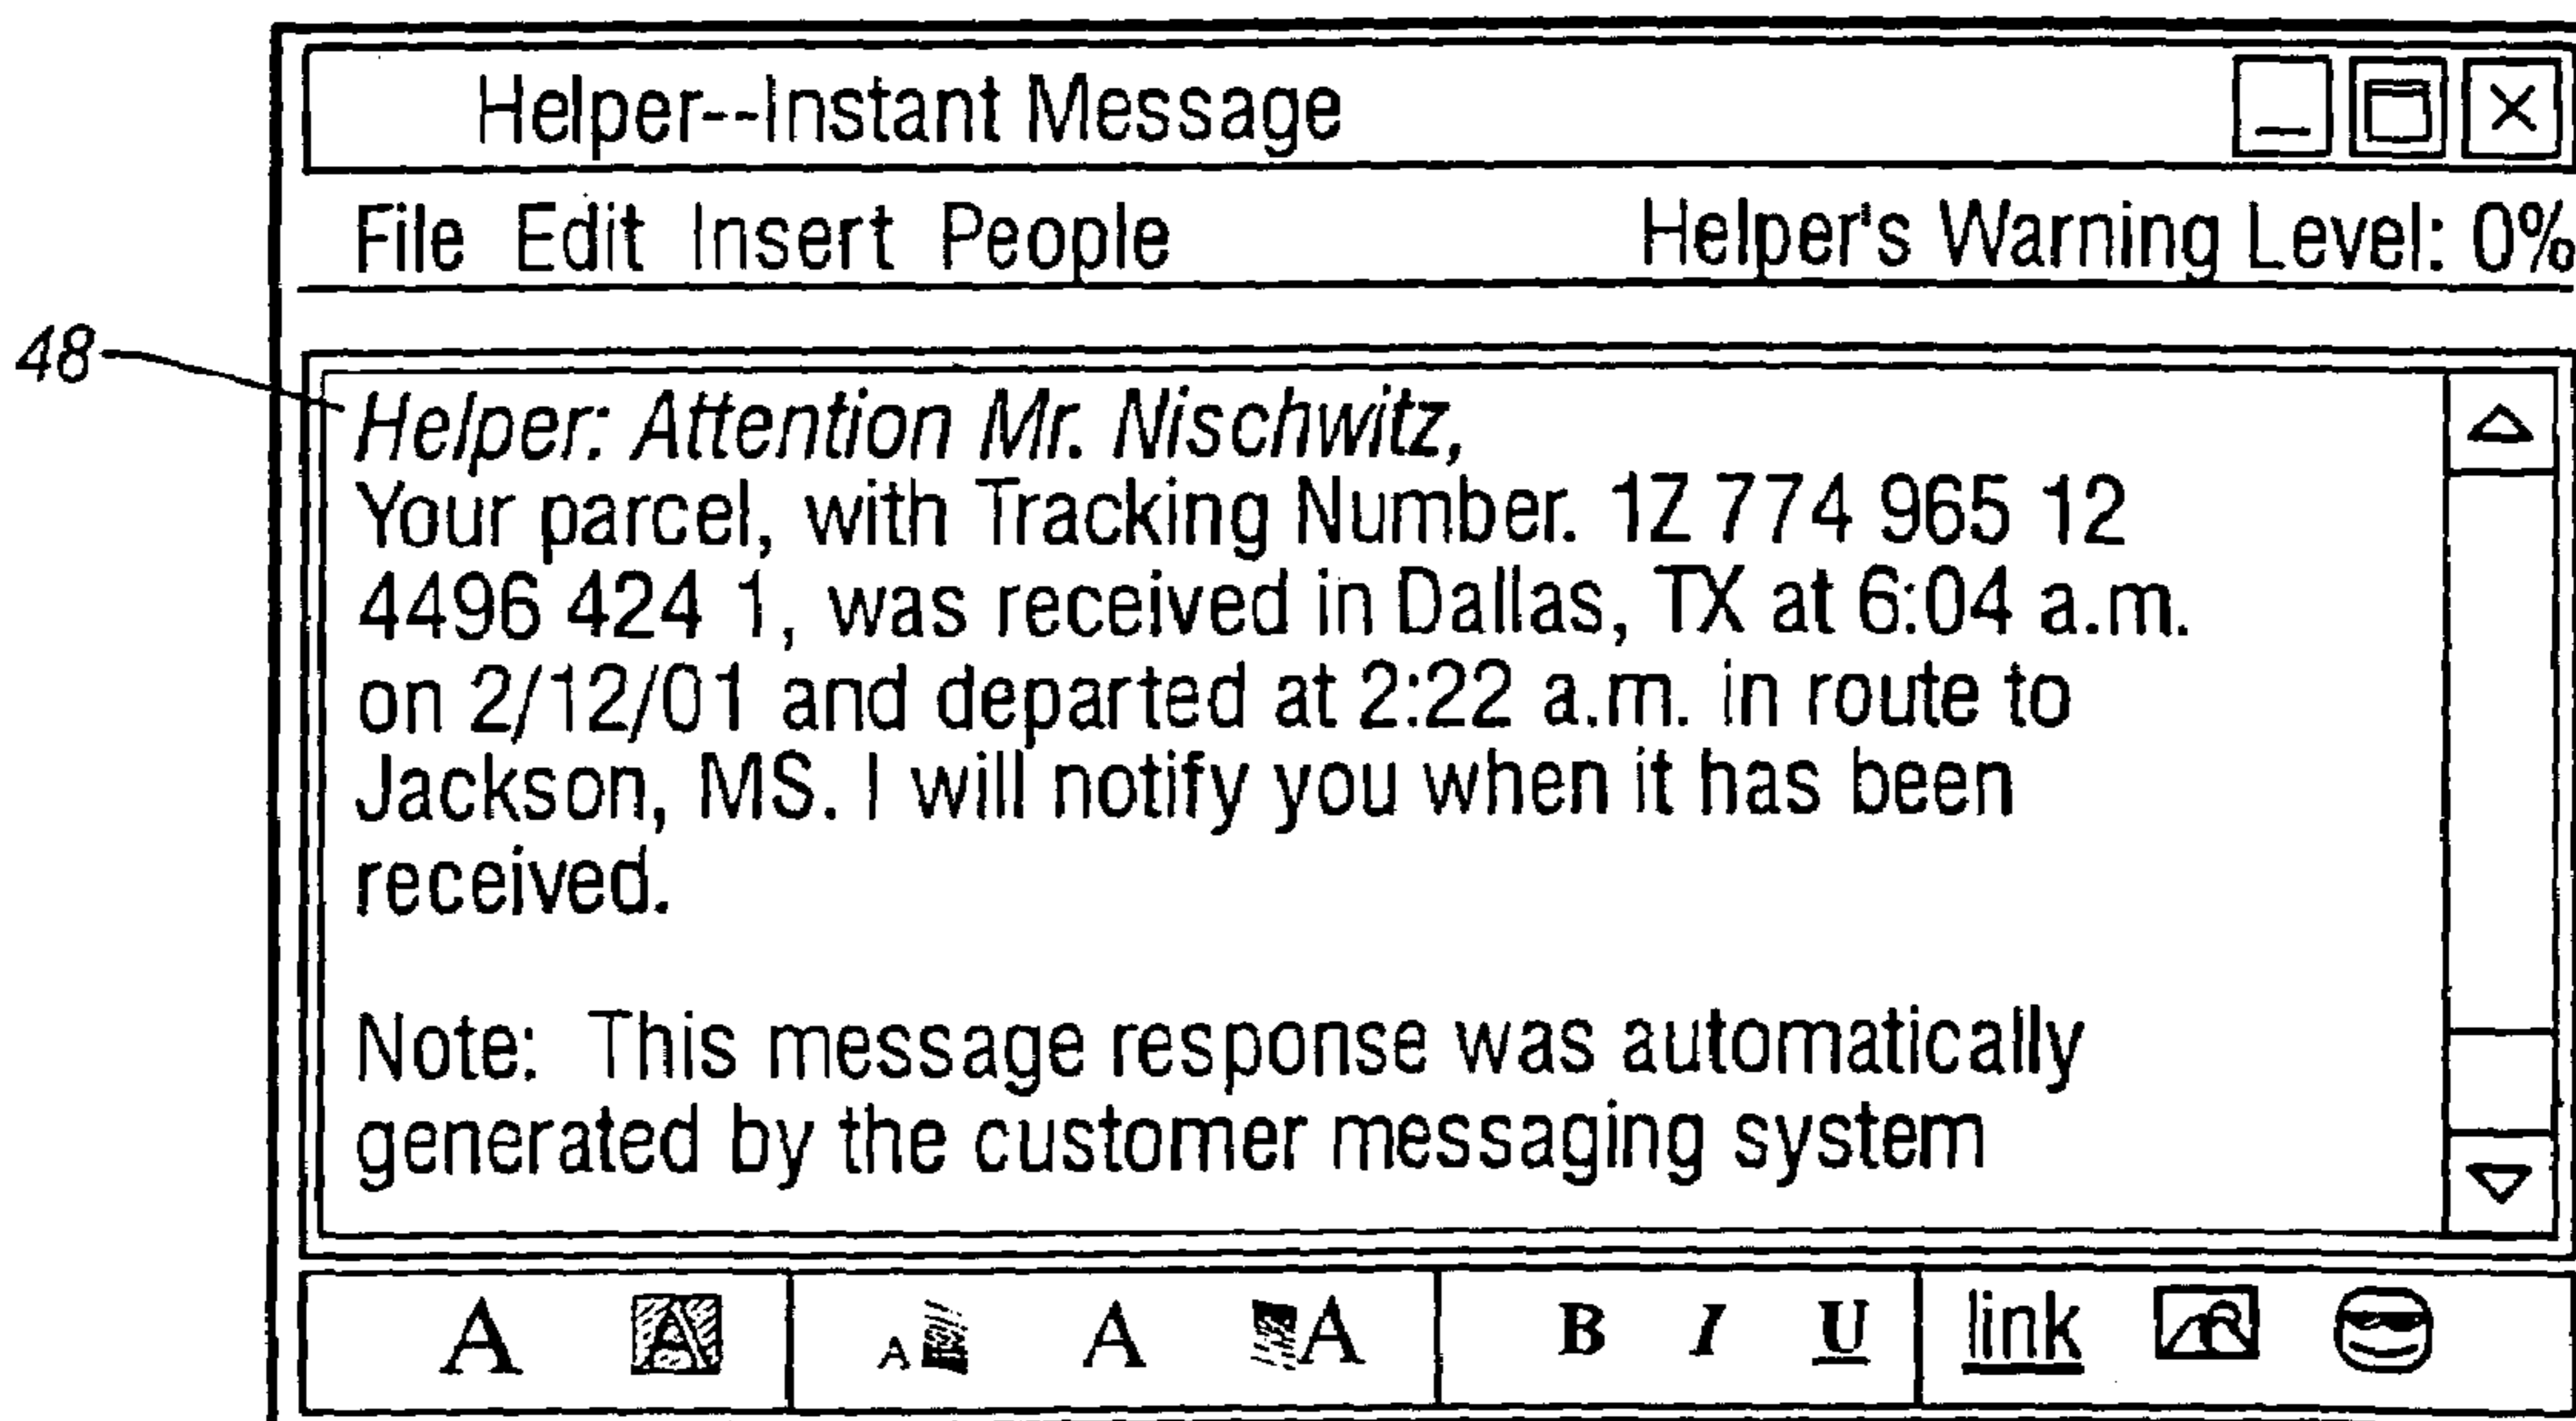 Helper--Instant Message
File Edit Insert People Helper's Warning Level: 0%
48
Helper: Attention Mr. Nischwitz,
Your parcel, with Tracking Number. 1Z 774 965 12
4496 424 1, was received in Dallas, TX at 6:04 a.m.
on 2/12/01 and departed at 2:22 a.m. in route to
Jackson, MS. I will notify you when it has been
received.
Note: This message response was automatically
generated by the customer messaging system
A A A A A B I U link